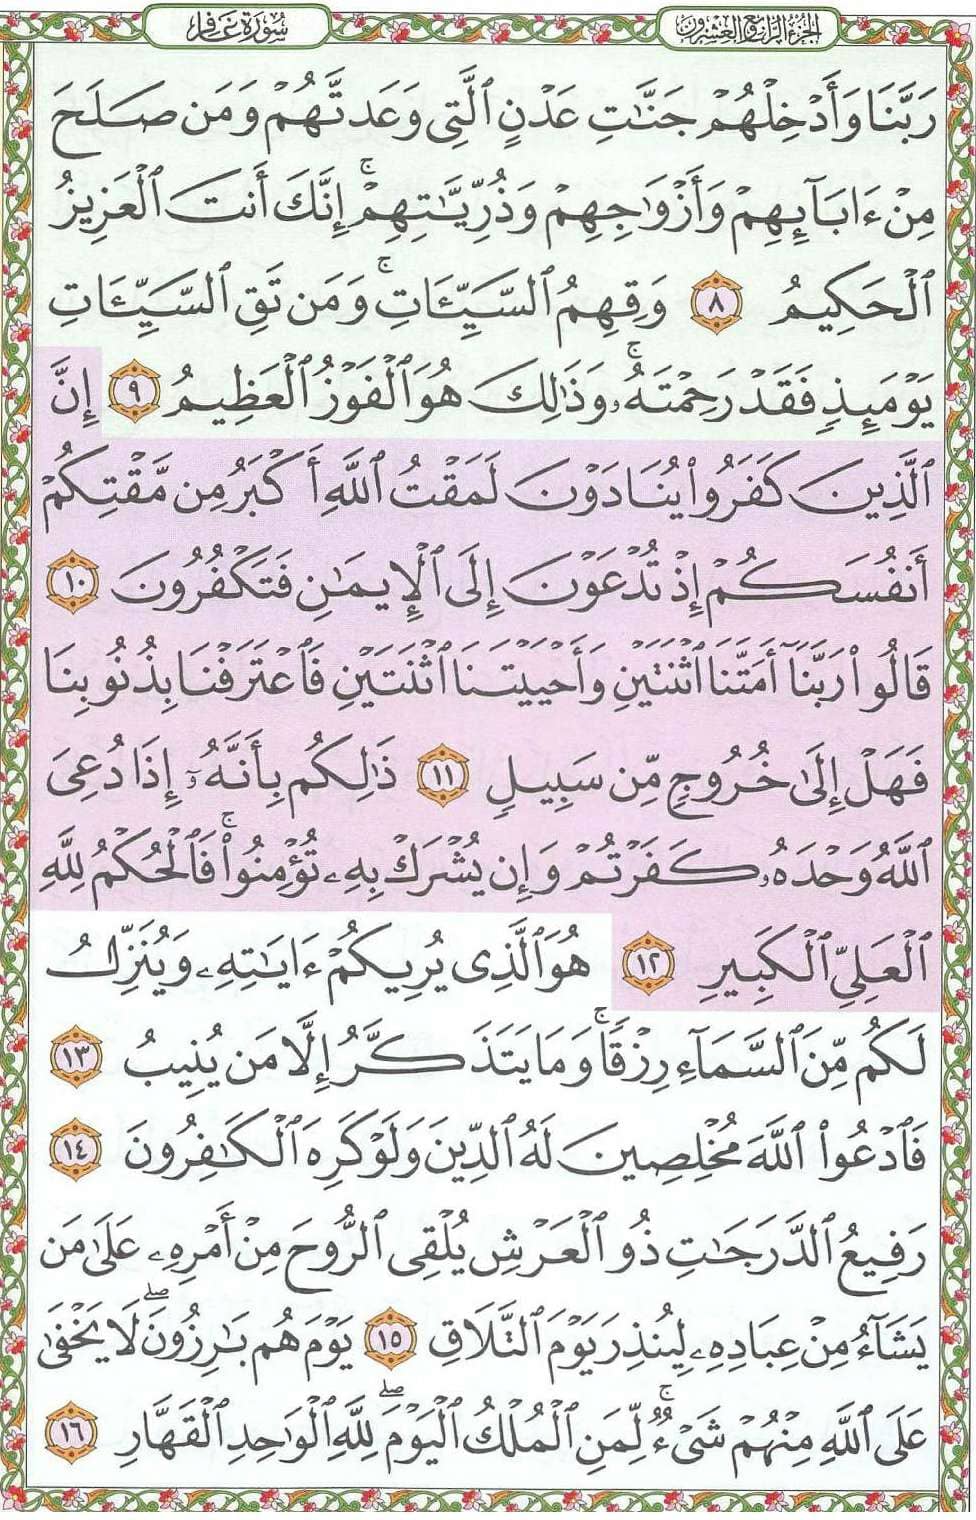 الجزء الرابع والعشرون
سورة غافر
رَبَّنَا وَأَدۡخِلۡهُمۡ جَنَّٰتِ عَدۡنٍ ٱلَّتِي وَعَدتَّهُمۡ وَمَن صَلَحَ
مِنۡ ءَابَآئِهِمۡ وَأَزۡوَٰجِهِمۡ وَذُرِّيَّٰتِهِمۡۚ إِنَّكَ أَنتَ ٱلۡعَزِيزُ
ٱلۡحَكِيمُ ٨ وَقِهِمُ ٱلسَّيِّـَٔاتِۚ وَمَن تَقِ ٱلسَّيِّـَٔاتِ
يَوۡمَئِذٖ فَقَدۡ رَحِمۡتَهُۥۚ وَذَٰلِكَ هُوَ ٱلۡفَوۡزُ ٱلۡعَظِيمُ ٩ إِنَّ
ٱلَّذِينَ كَفَرُواْ يُنَادَوۡنَ لَمَقۡتُ ٱللَّهِ أَكۡبَرُ مِن مَّقۡتِكُمۡ
أَنفُسَكُمۡ إِذۡ تُدۡعَوۡنَ إِلَى ٱلۡإِيمَٰنِ فَتَكۡفُرُونَ ١٠
قَالُواْ رَبَّنَآ أَمَتَّنَا ٱثۡنَتَيۡنِ وَأَحۡيَيۡتَنَا ٱثۡنَتَيۡنِ فَٱعۡتَرَفۡنَا بِذُنُوبِنَا
فَهَلۡ إِلَىٰ خُرُوجٖ مِّن سَبِيلٖ ١١ ذَٰلِكُم بِأَنَّهُۥٓ إِذَا دُعِيَ
ٱللَّهُ وَحۡدَهُۥ كَفَرۡتُمۡ وَإِن يُشۡرَكۡ بِهِۦ تُؤۡمِنُواْۚ فَٱلۡحُكۡمُ لِلَّهِ
ٱلۡعَلِيِّ ٱلۡكَبِيرِ ١٢ هُوَ ٱلَّذِي يُرِيكُمۡ ءَايَٰتِهِۦ وَيُنَزِّلُ
لَكُم مِّنَ ٱلسَّمَآءِ رِزۡقٗاۚ وَمَا يَتَذَكَّرُ إِلَّا مَن يُنِيبُ ١٣
فَٱدۡعُواْ ٱللَّهَ مُخۡلِصِينَ لَهُ ٱلدِّينَ وَلَوۡ كَرِهَ ٱلۡكَٰفِرُونَ ١٤
رَفِيعُ ٱلدَّرَجَٰتِ ذُو ٱلۡعَرۡشِ يُلۡقِي ٱلرُّوحَ مِنۡ أَمۡرِهِۦ عَلَىٰ مَن
يَشَآءُ مِنۡ عِبَادِهِۦ لِيُنذِرَ يَوۡمَ ٱلتَّلَاقِ ١٥ يَوۡمَ هُم بَٰرِزُونَۖ لَا يَخۡفَىٰ
عَلَى ٱللَّهِ مِنۡهُمۡ شَيۡءٞۚ لِّمَنِ ٱلۡمُلۡكُ ٱلۡيَوۡمَۖ لِلَّهِ ٱلۡوَٰحِدِ ٱلۡقَهَّارِ ١٦